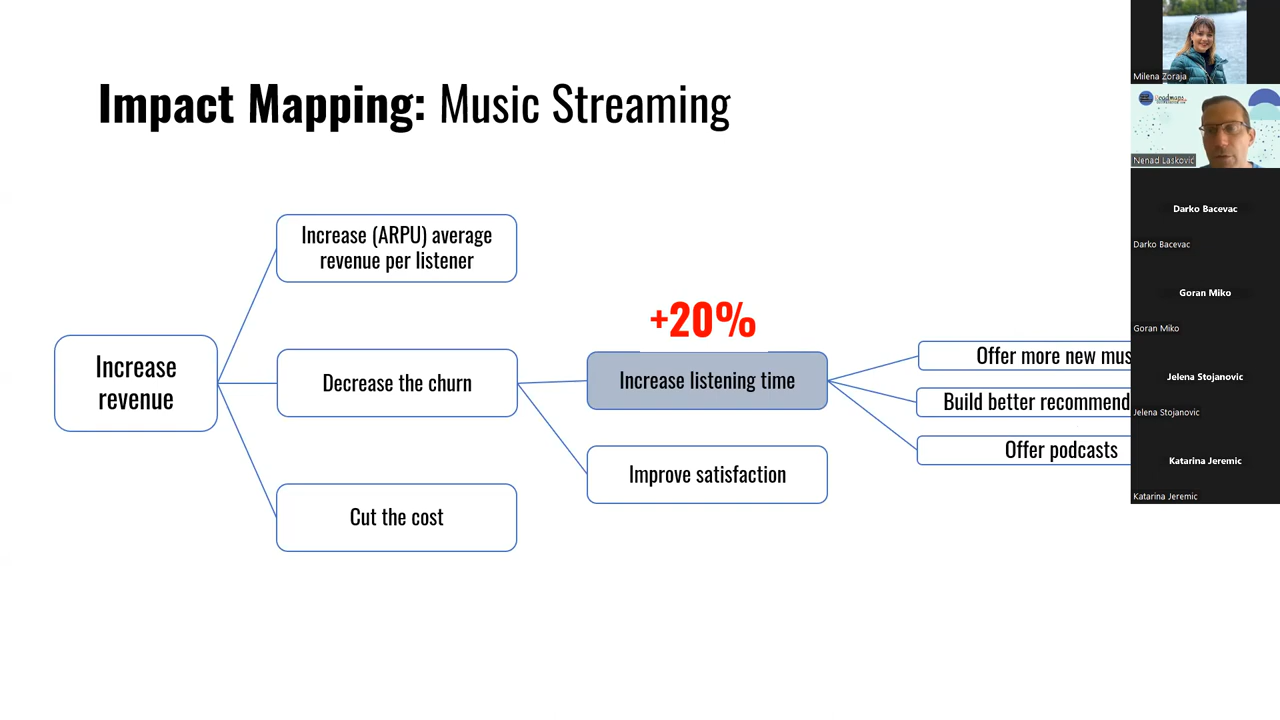 Impact Mapping: Music Streaming
Increase (ARPU) average
revenue per listener
+20%
Increase
revenue
Decrease the churn
Increase listening time
Offer more new mus
Build better recommend
Offer podcasts
Improve satisfaction
Cut the cost
Milena Zoraja
Roadmaps
Nenad Lasković
Darko Bacevac
Darko Bacevac
Goran Miko
Goran Miko
Jelena Stojanovic
Jelena Stojanovic
Katarina Jeremic
Katarina Jeremic